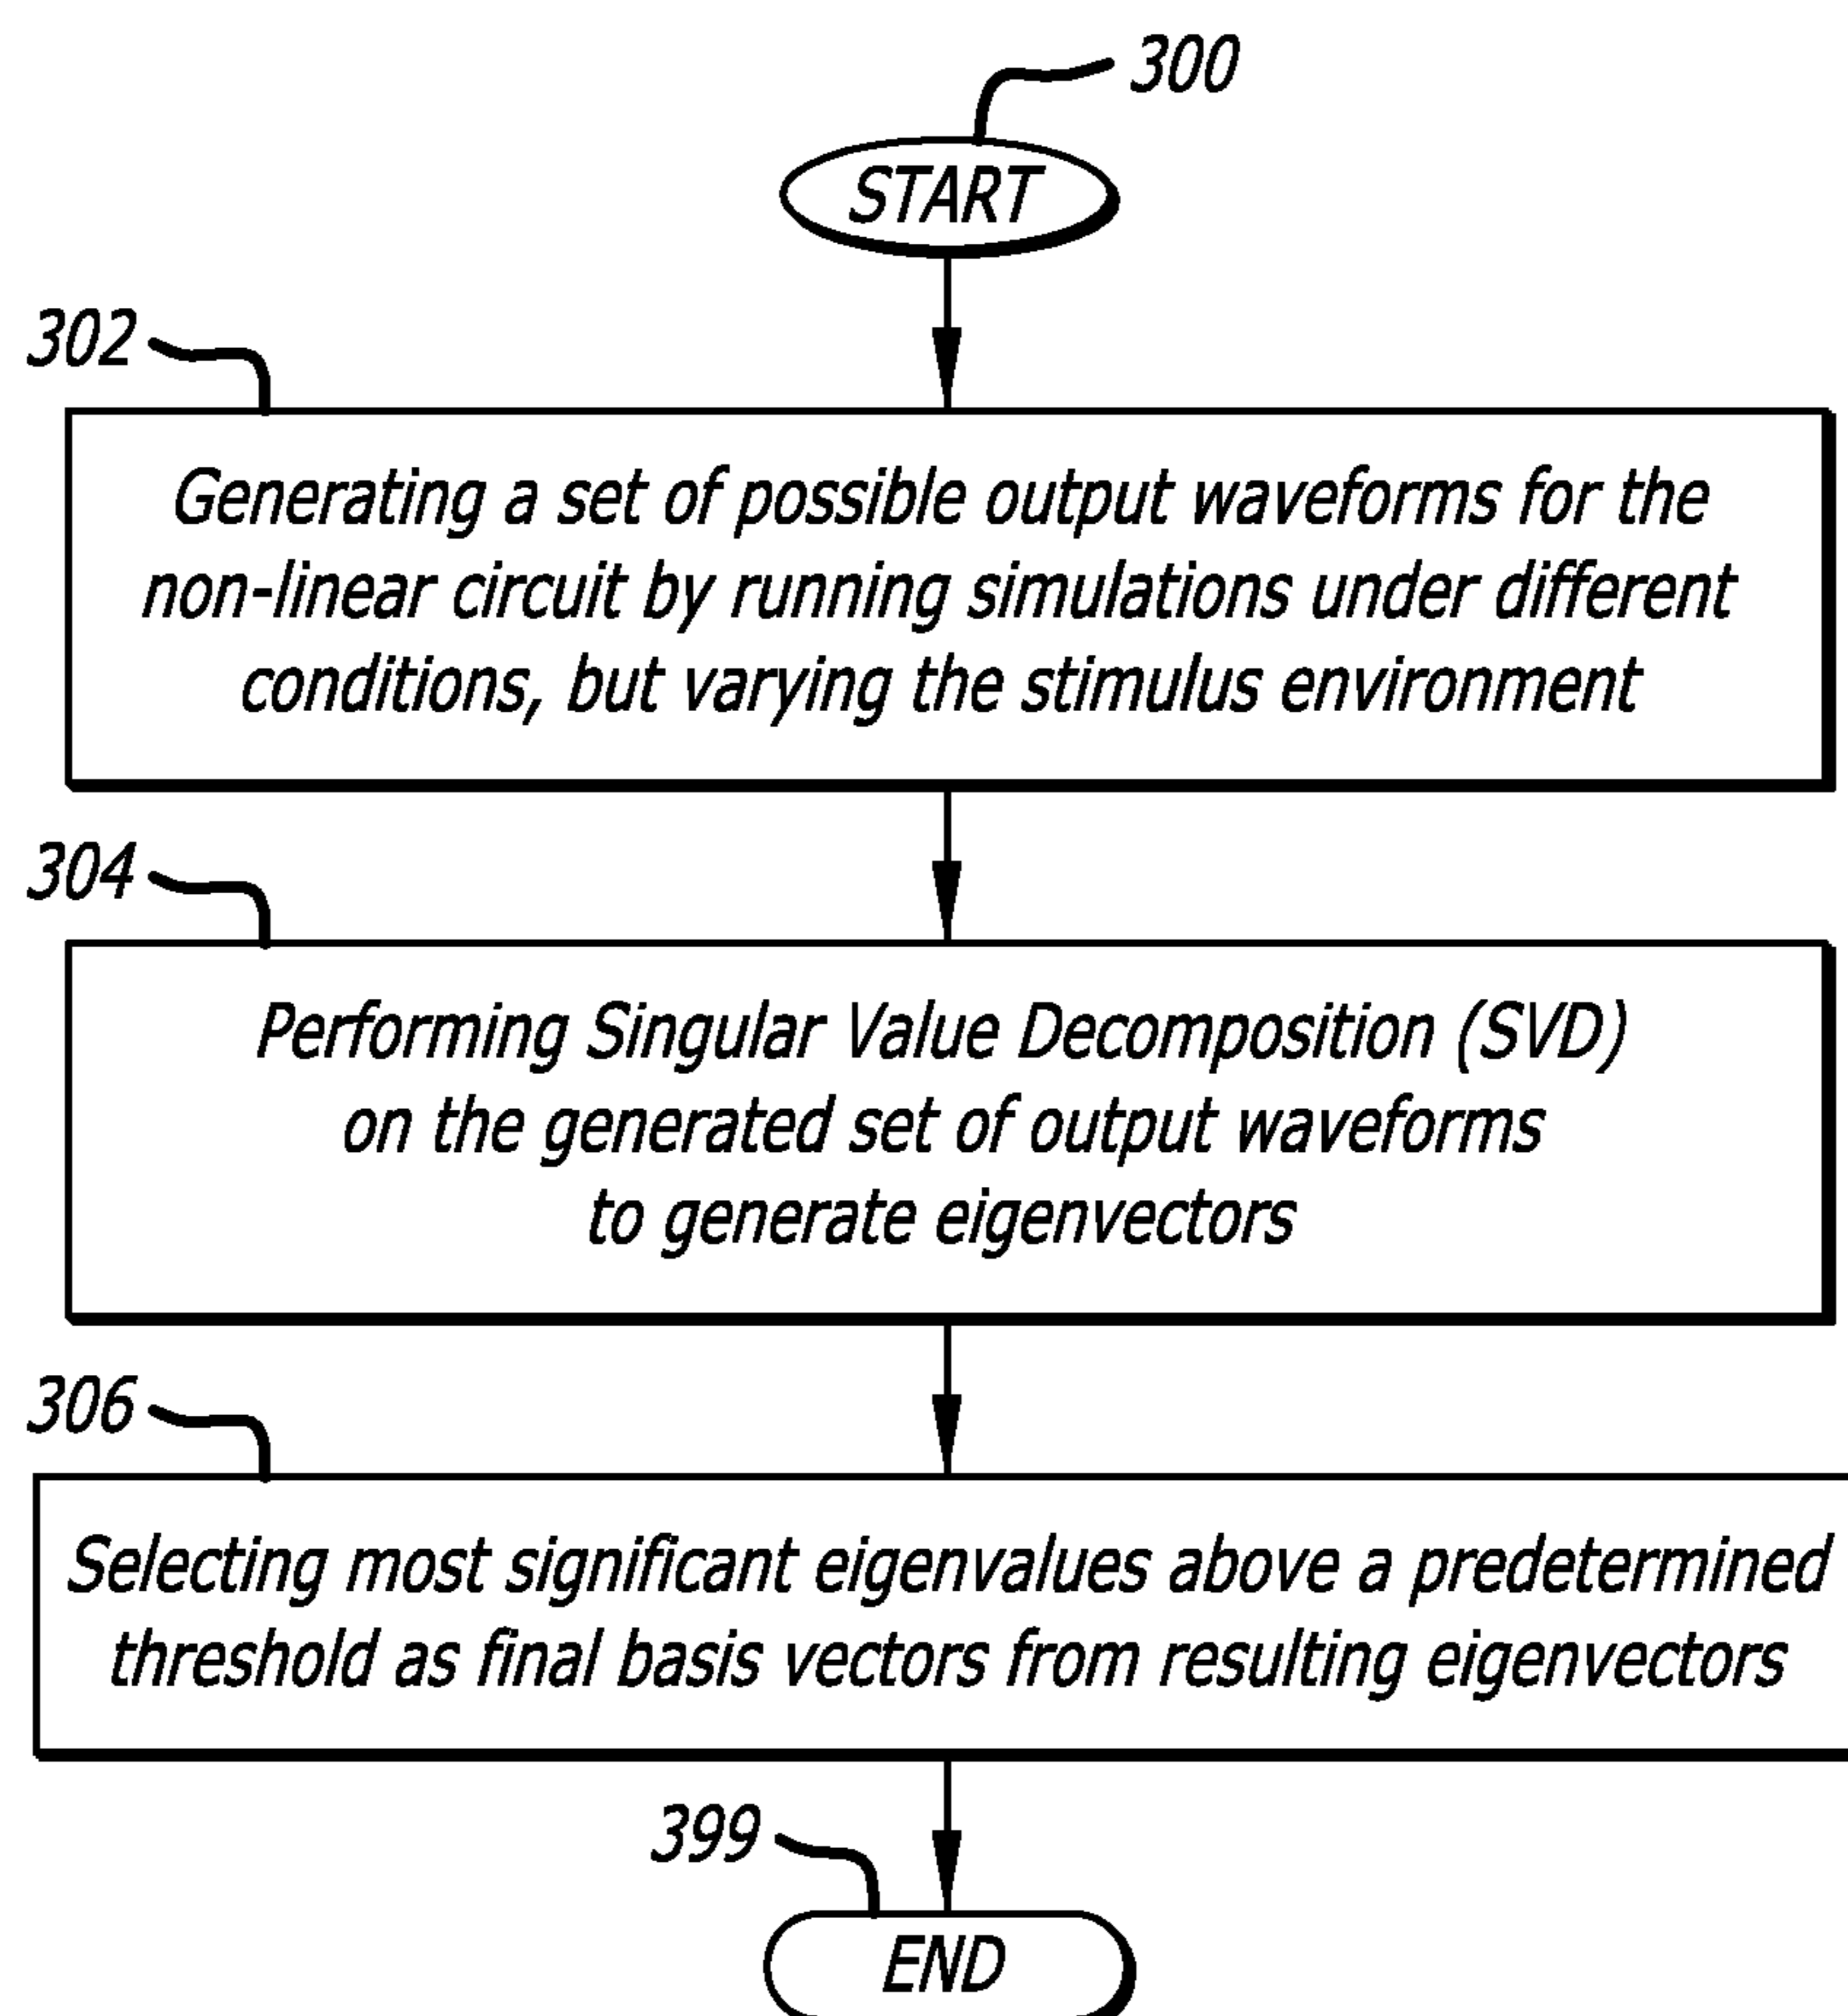 300
START
302
Generating a set of possible output waveforms for the
non-linear circuit by running simulations under different
conditions, but varying the stimulus environment
304
Performing Singular Value Decomposition (SVD)
on the generated set of output waveforms
to generate eigenvectors
306
Selecting most significant eigenvalues above a predetermined
threshold as final basis vectors from resulting eigenvectors
399
END